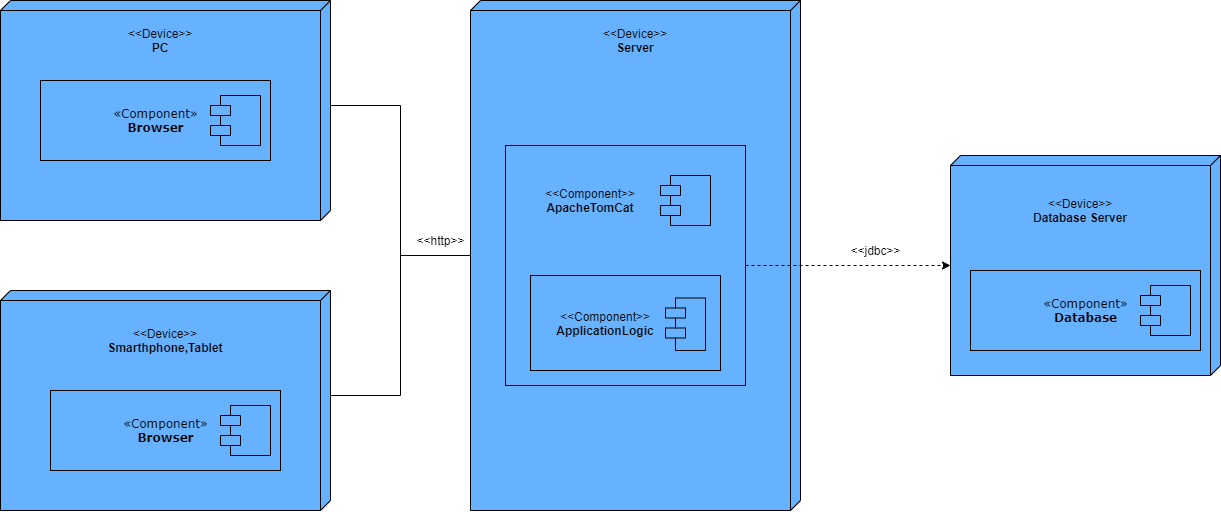 <<Device>>
PC
«Component»
Browser
<<Device>>
Smarthphone,Tablet
«Component»
Browser
<<http>>
<<Device>>
Server
<<Component>>
ApacheTomCat
<<Component>>
ApplicationLogic
<<jdbc>>
<<Device>>
Database Server
«Component»
Database